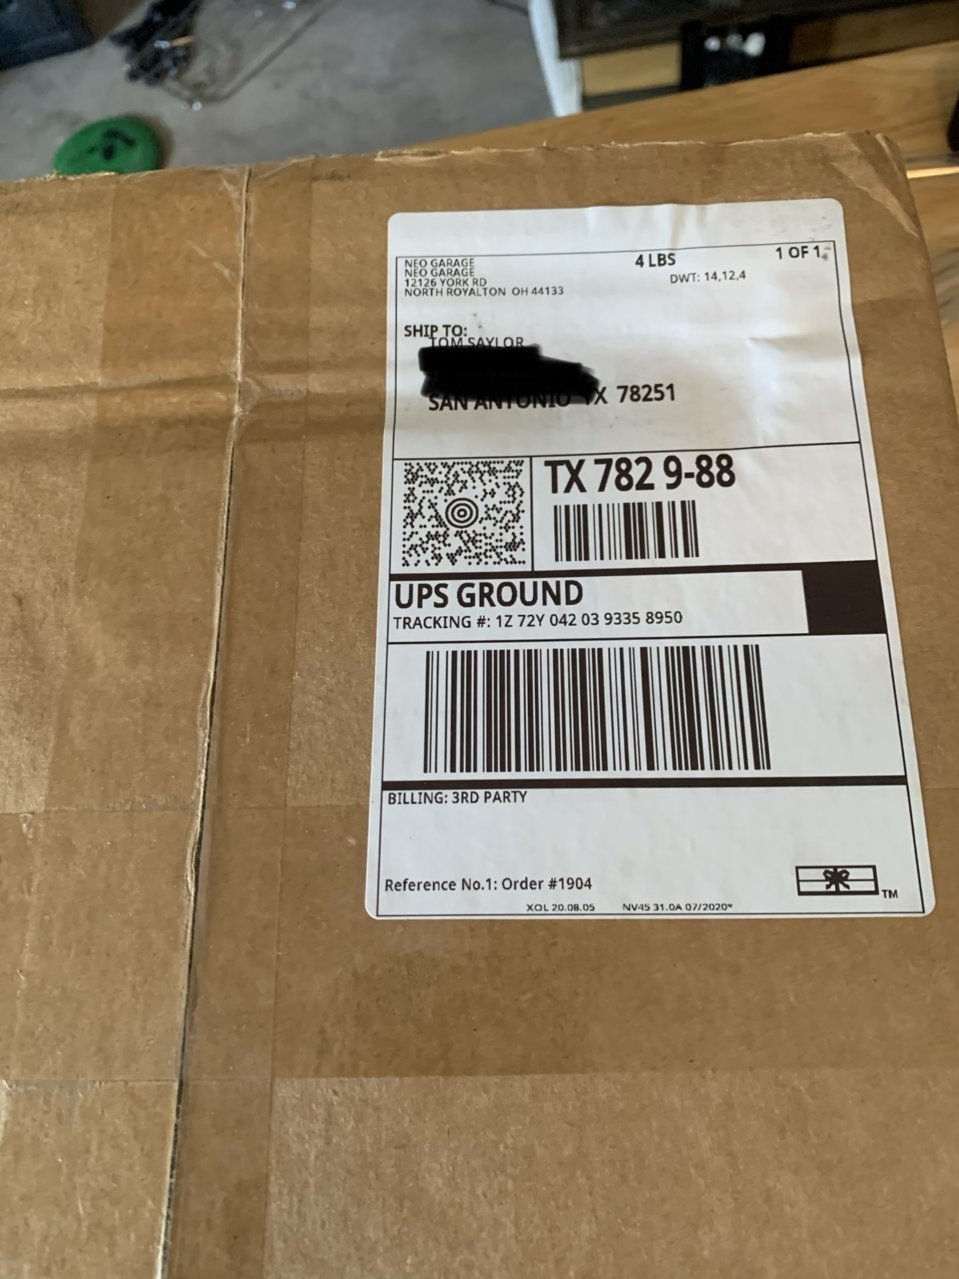 NEO GARAGE
NEO GARAGE
12126 YORK RD
NORTH ROYALTON OH 44133
4 LBS
1 OF 1
DWT: 14,12,4
SHIP TO:
TOM SAYLOR
SAN ANTONIO TX 78251
TX 782 9-88
UPS GROUND
TRACKING #: 1Z 72Y 042 03 9335 8950
BILLING: 3RD PARTY
Reference No.1: Order #1904
XOL 20.08.05 NV45 31.0A 07/2020*
TM